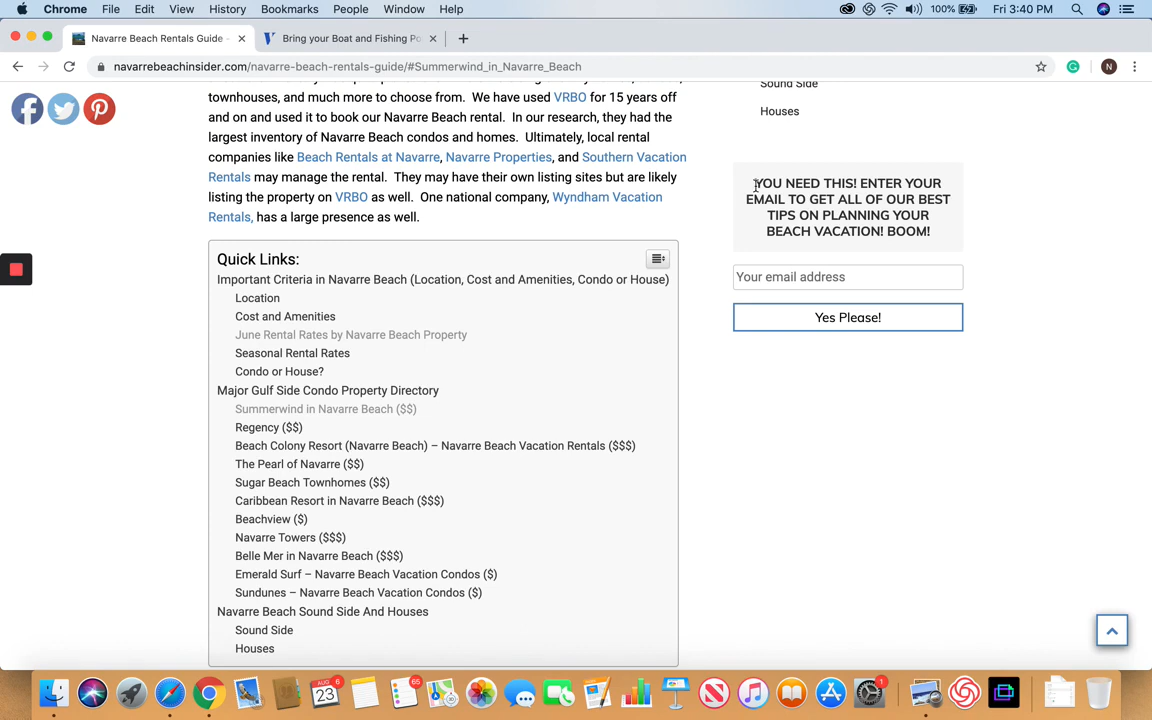 Chrome File Edit View History Bookmarks People Window Help 100% Fri 3:40 PM
Navarre Beach Rentals Guide - Bring your Boat and Fishing Po
navarrebeachinsider.com/navarre-beach-rentals-guide/#Summerwind_in_Navarre_Beach N
townhouses, and much more to choose from. We have used VRBO for 15 years off
and on and used it to book our Navarre Beach rental. In our research, they had the
largest inventory of Navarre Beach condos and homes. Ultimately, local rental
companies like Beach Rentals at Navarre, Navarre Properties, and Southern Vacation
Rentals may manage the rental. They may have their own listing sites but are likely
listing the property on VRBO as well. One national company, Wyndham Vacation
Rentals, has a large presence as well.
Quick Links:
Important Criteria in Navarre Beach (Location, Cost and Amenities, Condo or House)
Location
Cost and Amenities
June Rental Rates by Navarre Beach Property
Seasonal Rental Rates
Condo or House?
Major Gulf Side Condo Property Directory
Summerwind in Navarre Beach ($$)
Regency ($$)
Beach Colony Resort (Navarre Beach) – Navarre Beach Vacation Rentals ($$$)
The Pearl of Navarre ($$)
Sugar Beach Townhomes ($$)
Caribbean Resort in Navarre Beach ($$$)
Beachview ($)
Navarre Towers ($$$)
Belle Mer in Navarre Beach ($$$)
Emerald Surf – Navarre Beach Vacation Condos ($)
Sundunes – Navarre Beach Vacation Condos ($)
Navarre Beach Sound Side And Houses
Sound Side
Houses
Sound Side
Houses
YOU NEED THIS! ENTER YOUR
EMAIL TO GET ALL OF OUR BEST
TIPS ON PLANNING YOUR
BEACH VACATION! BOOM!
Your email address
Yes Please!
AUG 6 65 1
23